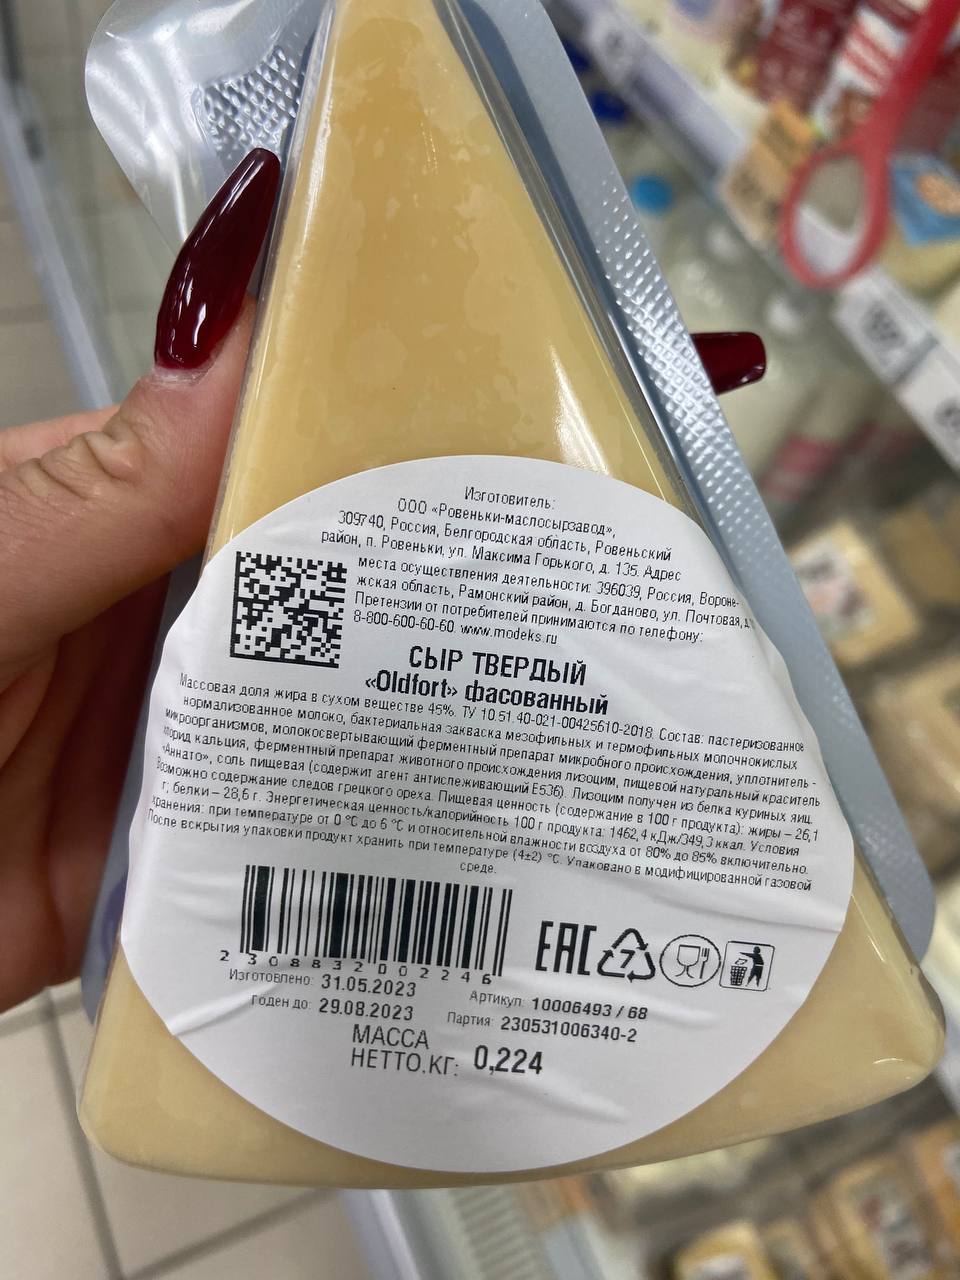 Изготовитель:
ООО «Ровеньки-маслосырзавод»,
309740, Россия, Белгородская область, Ровеньский
район, п. Ровеньки, ул. Максима Горького, д. 135. Адрес
места осуществления деятельности: 396039, Россия, Вороне-
жская область, Рамонский район, д. Богданово, ул. Почтовая, д.
Претензии от потребителей принимаются по телефону:
8-800-600-60-60. www.modeks.ru
СЫР ТВЕРДЫЙ
«Oldfort» фасованный
Массовая доля жира в сухом веществе 45%. ТУ 10.51.40-021-00425610-2018. Состав: пастеризованное
нормализованное молоко, бактериальная закваска мезофильных и термофильных молочнокислых
микроорганизмов, молокосвертывающий ферментный препарат микробного происхождения, уплотнитель -
хлорид кальция, ферментный препарат животного происхождения лизоцим, пищевой натуральный краситель
«Аннато», соль пищевая (содержит агент антислеживающий Е536). Лизоцим получен из белка куриных яиц.
Возможно содержание следов грецкого ореха. Пищевая ценность (содержание в 100 г продукта): жиры – 26,1
г; белки – 28,6 г. Энергетическая ценность/калорийность 100 г продукта: 1462,4 кДж/349,3 ккал. Условия
хранения: при температуре от 0 °С до 6 °С и относительной влажности воздуха от 80% до 85% включительно.
После вскрытия упаковки продукт хранить при температуре (4±2) °С. Упаковано в модифицированной газовой
среде.
2 308832 002246
EAC 7
Изготовлено: 31.05.2023
Артикул: 10006493 / 68
Годен до: 29.08.2023
Партия: 230531006340-2
МАССА
НЕТТО.КГ: 0,224